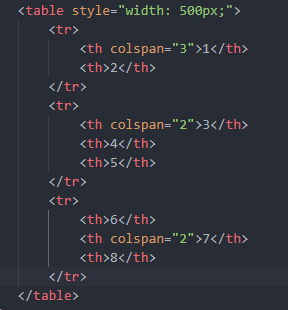 <table style="width: 500px;">
    <tr>
        <th colspan="3">1</th>
        <th>2</th>
    </tr>
    <tr>
        <th colspan="2">3</th>
        <th>4</th>
        <th>5</th>
    </tr>
    <tr>
        <th>6</th>
        <th colspan="2">7</th>
        <th>8</th>
    </tr>
</table>